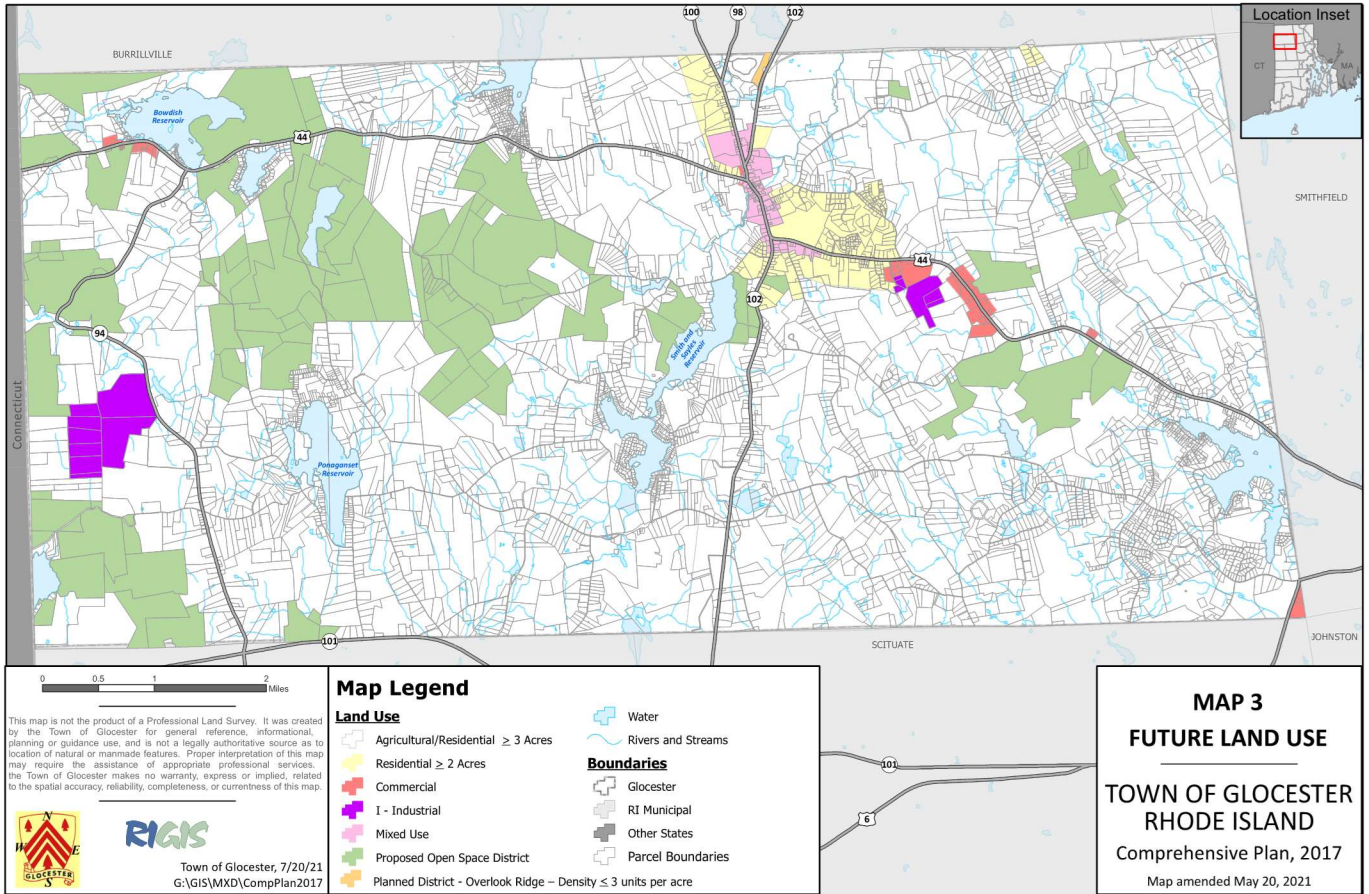 100
98
102
Location Inset
CT
MA
BURRILLVILLE
Bowdish
Reservoir
44
SMITHFIELD
44
102
94
Smith and
Sayles
Reservoir
Connecticut
Ponaganset
Reservoir
101
SCITUATE
JOHNSTON
0 0.5 1 2
Miles
This map is not the product of a Professional Land Survey. It was created
by the Town of Glocester for general reference, informational,
planning or guidance use, and is not a legally authoritative source as to
location of natural or manmade features. Proper interpretation of this map
may require the assistance of appropriate professional services.
the Town of Glocester makes no warranty, express or implied, related
to the spatial accuracy, reliability, completeness, or currentness of this map.
N
W E
GLOCESTER
S
RIGIS
Town of Glocester, 7/20/21
G:\GIS\MXD\CompPlan2017
Map Legend
Land Use
Agricultural/Residential ≥ 3 Acres
Residential ≥ 2 Acres
Commercial
I - Industrial
Mixed Use
Proposed Open Space District
Planned District - Overlook Ridge – Density ≤ 3 units per acre
Water
Rivers and Streams
Boundaries
Glocester
RI Municipal
Other States
Parcel Boundaries
101
6
MAP 3
FUTURE LAND USE
TOWN OF GLOCESTER
RHODE ISLAND
Comprehensive Plan, 2017
Map amended May 20, 2021